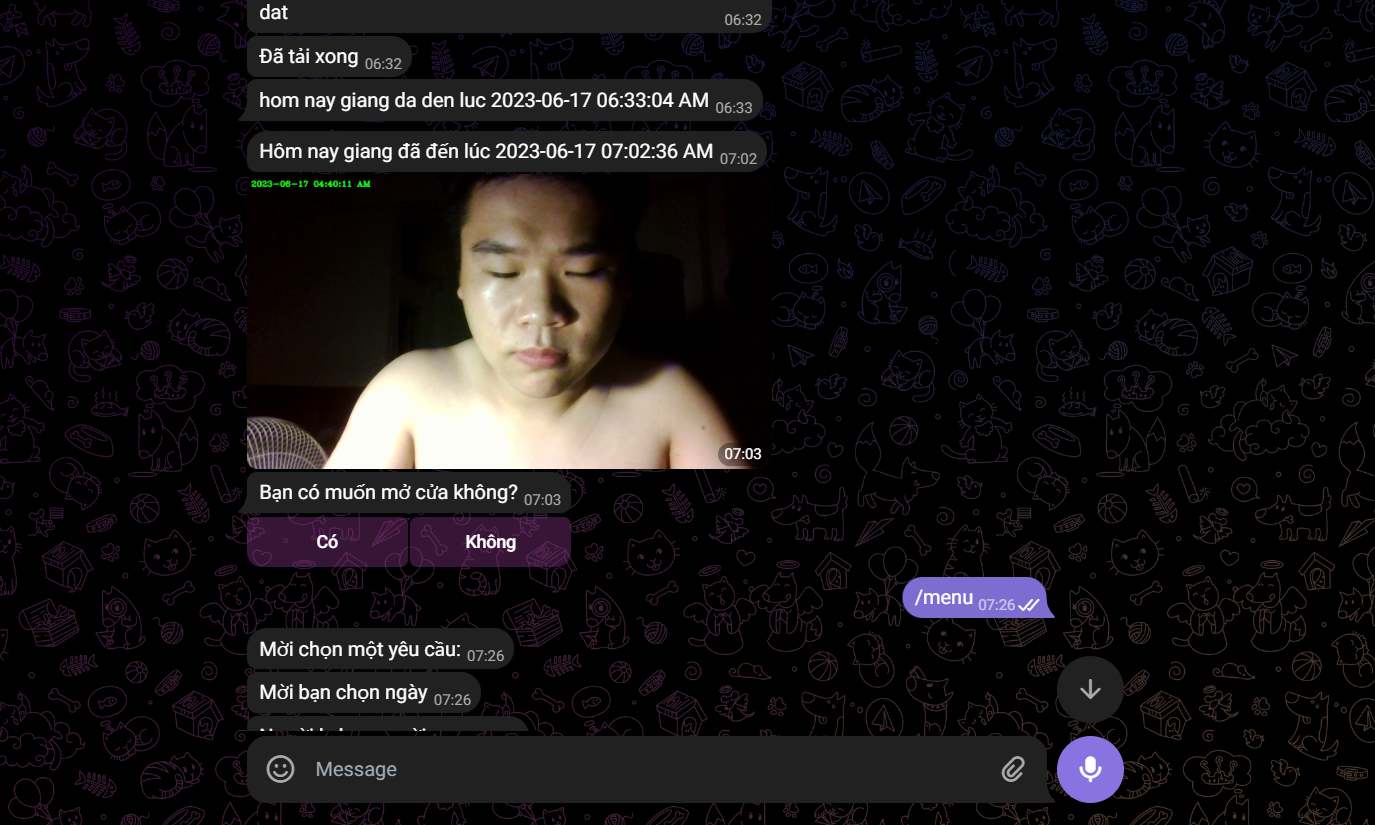 dat
06:32
Đã tải xong 06:32
hom nay giang da den luc 2023-06-17 06:33:04 AM 06:33
Hôm nay giang đã đến lúc 2023-06-17 07:02:36 AM 07:02
2023-06-17 04:40:11 AM
07:03
Bạn có muốn mở cửa không? 07:03
Có
Không
/menu 07:26
Mời chọn một yêu cầu: 07:26
Mời bạn chọn ngày 07:26
Message